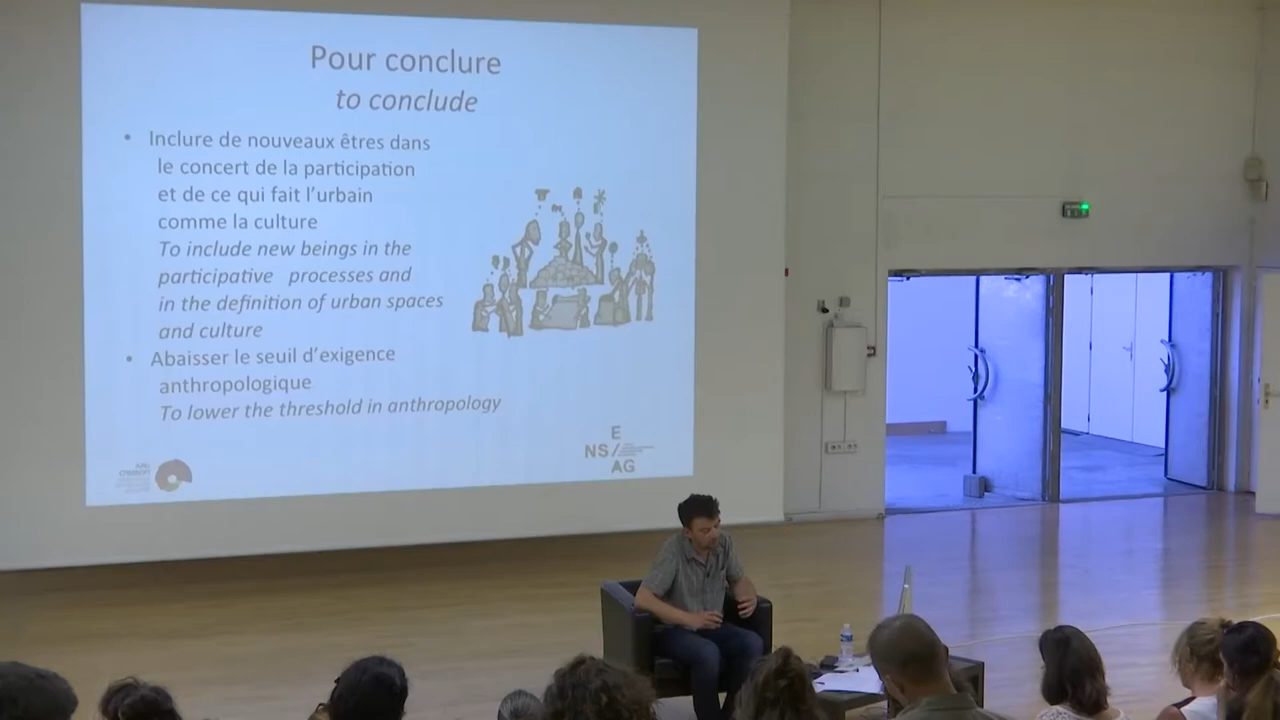 Pour conclure
to conclude
• Inclure de nouveaux êtres dans
le concert de la participation
et de ce qui fait l'urbain
comme la culture
To include new beings in the
participative processes and
in the definition of urban spaces
and culture
• Abaisser le seuil d'exigence
anthropologique
To lower the threshold in anthropology
E
NS/
AG